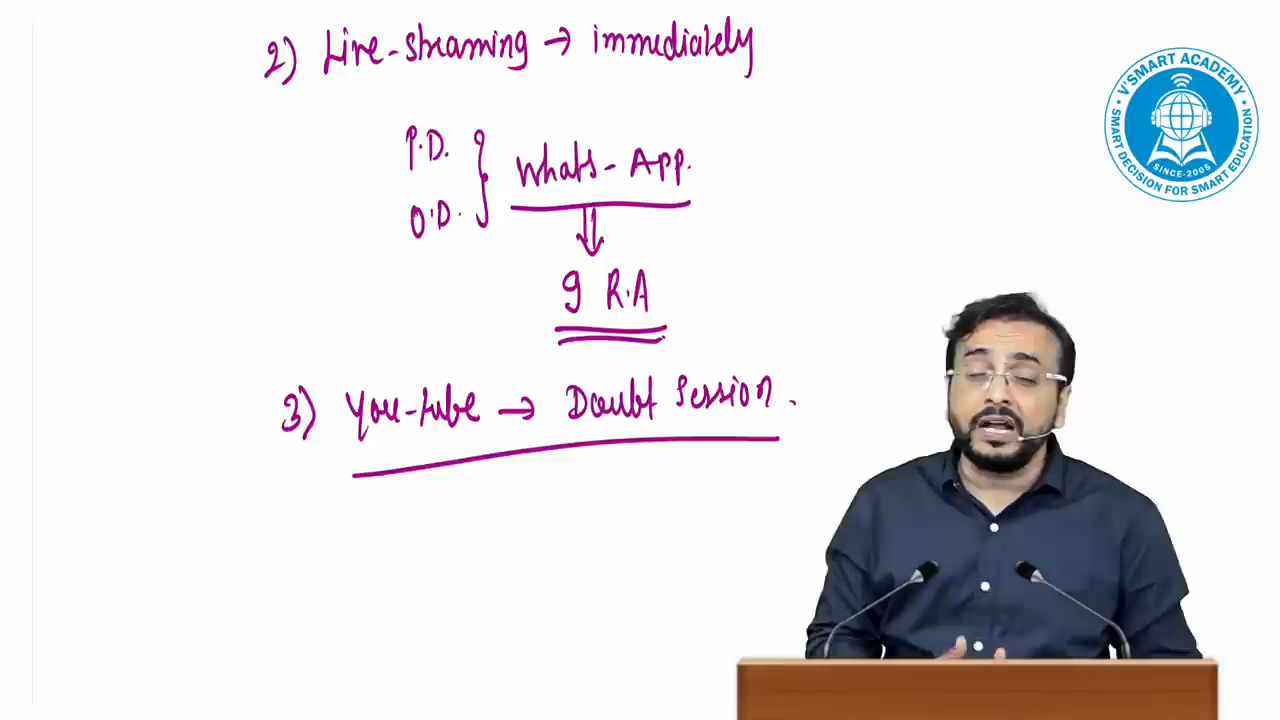 2) Live-streaming → immediately
P.D.
O.D. } Whats-App.
⇓
9 R.A
3) You-tube → Doubt Session.
V'SMART ACADEMY
SINCE-2005
SMART DECISION FOR SMART EDUCATION